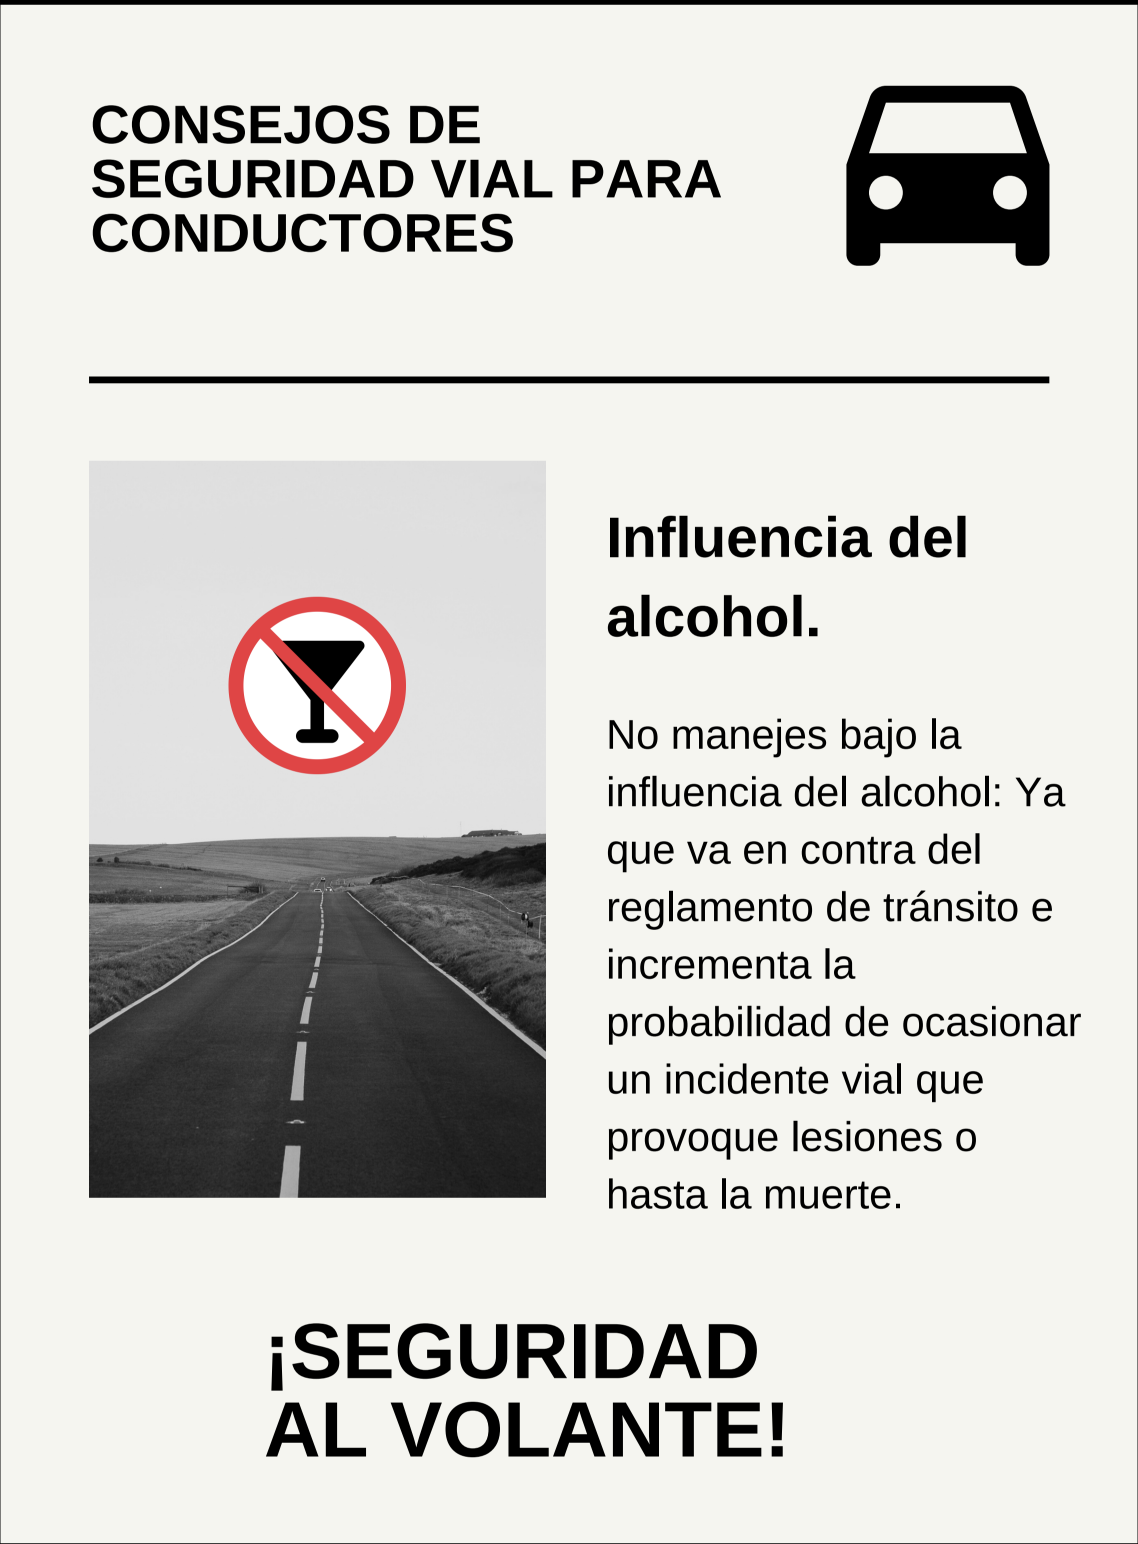 CONSEJOS DE
SEGURIDAD VIAL PARA
CONDUCTORES
Influencia del
alcohol.
No manejes bajo la
influencia del alcohol: Ya
que va en contra del
reglamento de tránsito e
incrementa la
probabilidad de ocasionar
un incidente vial que
provoque lesiones o
hasta la muerte.
¡SEGURIDAD
AL VOLANTE!